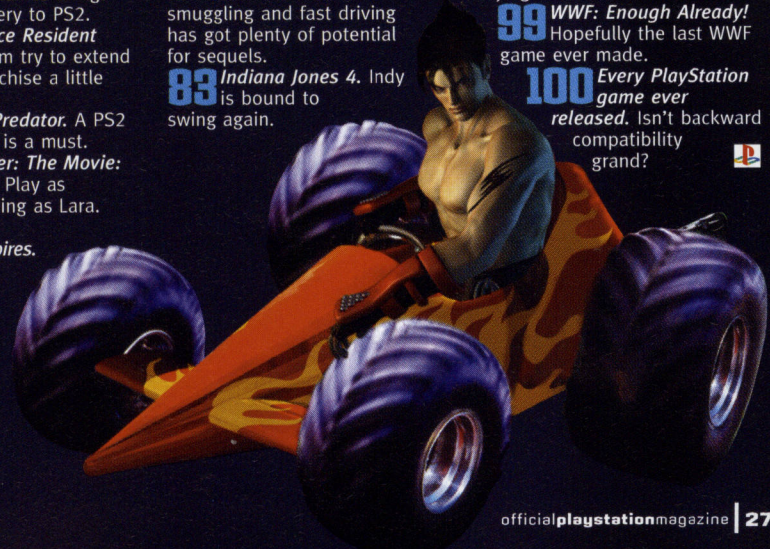 ery to PS2.
ce Resident
m try to extend
chise a little
Predator. A PS2
is a must.
er: The Movie:
Play as
ing as Lara.
ires.
smuggling and fast driving
has got plenty of potential
for sequels.
83 Indiana Jones 4. Indy
is bound to
swing again.
99 WWF: Enough Already!
Hopefully the last WWF
game ever made.
100 Every PlayStation
game ever
released. Isn't backward
compatibility
grand?
officialplaystationmagazine | 27